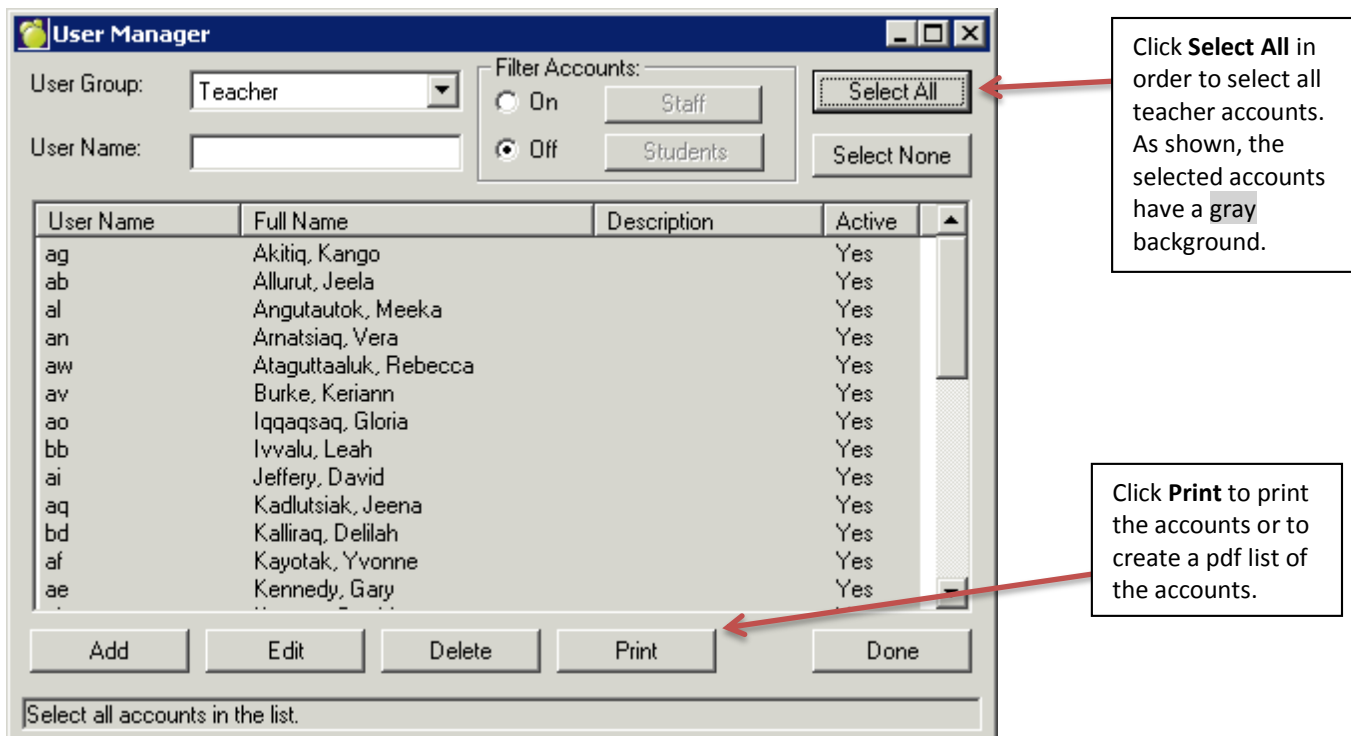 User Manager
User Group:
Teacher
Filter Accounts:
On
Staff
Select All
User Name:
Off
Students
Select None
User Name Full Name Description Active
ag Akitiq, Kango Yes
ab Allurut, Jeela Yes
al Angutautok, Meeka Yes
an Arnatsiaq, Vera Yes
aw Ataguttaaluk, Rebecca Yes
av Burke, Keriann Yes
ao Iqqaqsaq, Gloria Yes
bb Ivvalu, Leah Yes
ai Jeffery, David Yes
aq Kadlutsiak, Jeena Yes
bd Kalliraq, Delilah Yes
af Kayotak, Yvonne Yes
ae Kennedy, Gary Yes
Add Edit Delete Print Done
Select all accounts in the list.
Click Select All in
order to select all
teacher accounts.
As shown, the
selected accounts
have a gray
background.
Click Print to print
the accounts or to
create a pdf list of
the accounts.